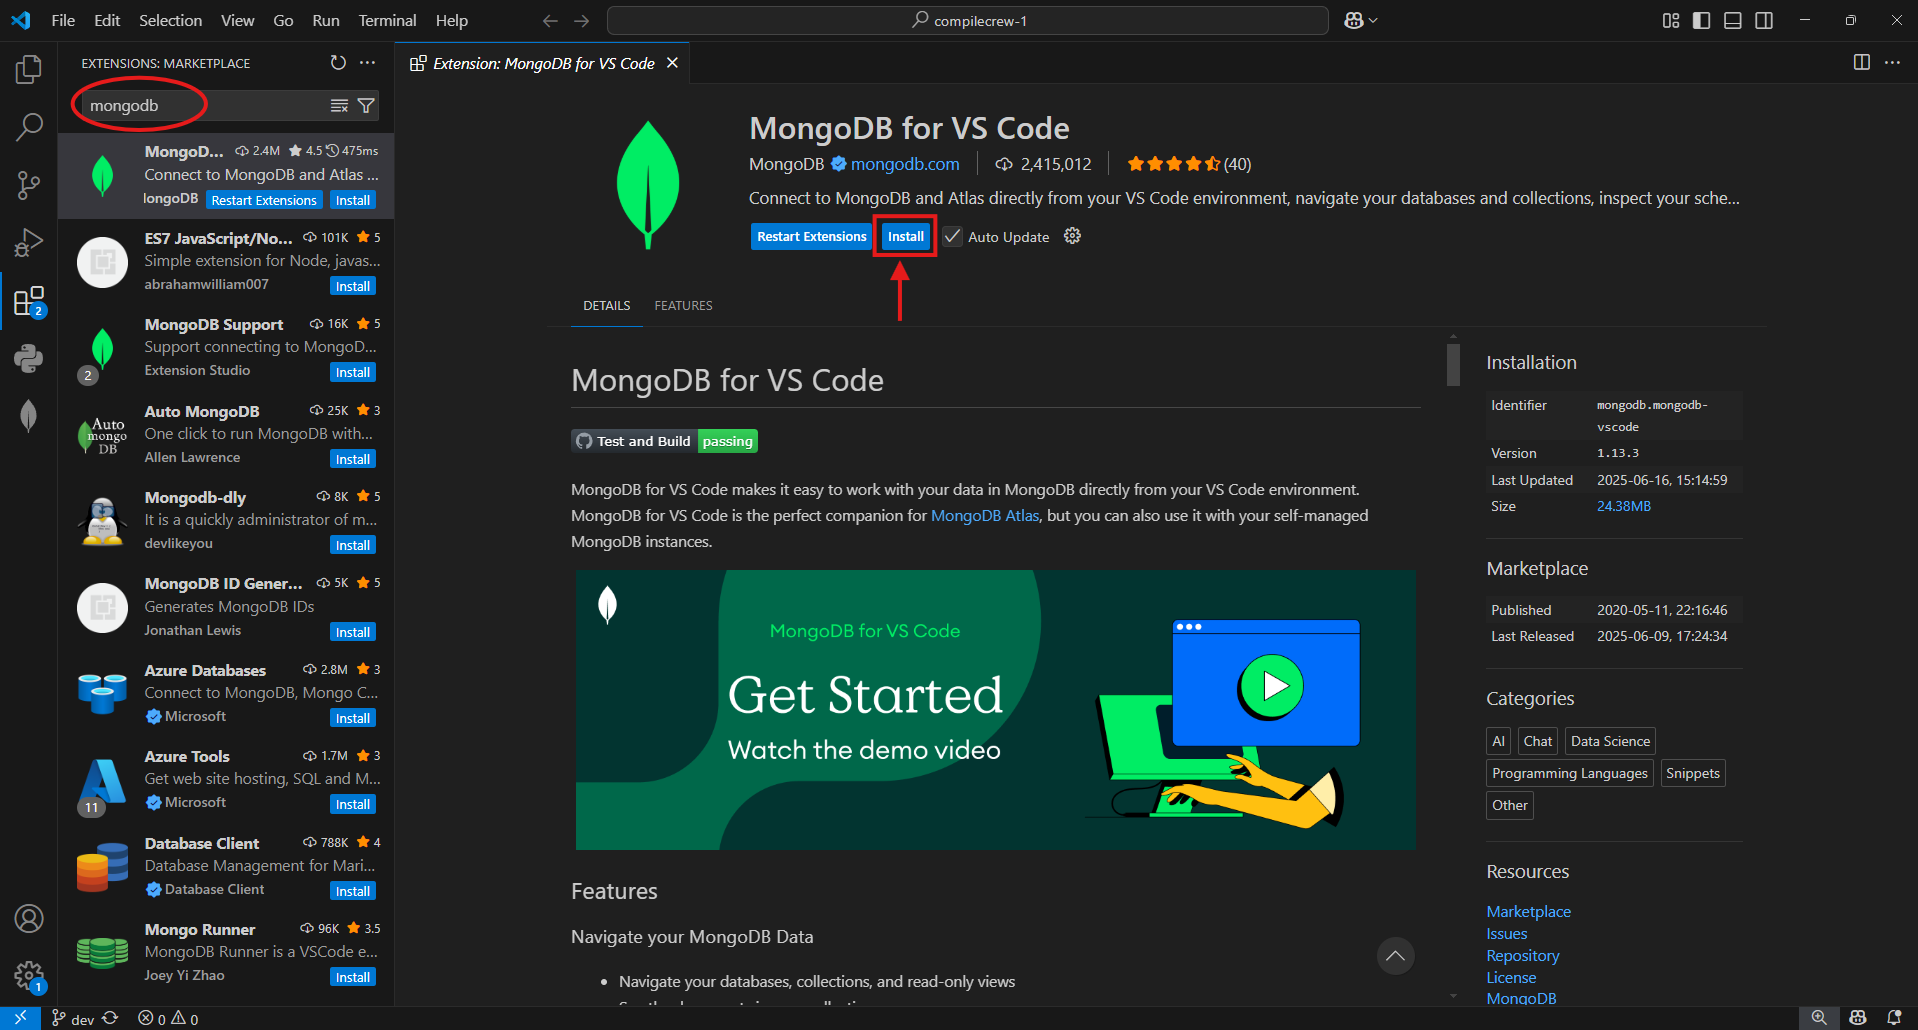 File Edit Selection View Go Run Terminal Help
compilecrew-1
EXTENSIONS: MARKETPLACE
mongodb
MongoD... 2.4M 4.5 475ms
Connect to MongoDB and Atlas ...
longoDB Restart Extensions Install
ES7 JavaScript/No... 101K 5
Simple extension for Node, javas...
abrahamwilliam007 Install
MongoDB Support 16K 5
Support connecting to MongoD...
2 Extension Studio Install
Auto MongoDB 25K 3
Auto mongo DB
One click to run MongoDB with...
Allen Lawrence Install
Mongodb-dly 8K 5
It is a quickly administrator of m...
devlikeyou Install
MongoDB ID Gener... 5K 5
Generates MongoDB IDs
Jonathan Lewis Install
Azure Databases 2.8M 3
Connect to MongoDB, Mongo C...
Microsoft Install
Azure Tools 1.7M 3
Get web site hosting, SQL and M...
11 Microsoft Install
Database Client 788K 4
Database Management for Mari...
Database Client Install
Mongo Runner 96K 3.5
MongoDB Runner is a VSCode e...
Joey Yi Zhao Install
2
1
Extension: MongoDB for VS Code
MongoDB for VS Code
MongoDB mongodb.com 2,415,012 (40)
Connect to MongoDB and Atlas directly from your VS Code environment, navigate your databases and collections, inspect your sche...
Restart Extensions Install Auto Update
DETAILS FEATURES
MongoDB for VS Code
Test and Build passing
MongoDB for VS Code makes it easy to work with your data in MongoDB directly from your VS Code environment.
MongoDB for VS Code is the perfect companion for MongoDB Atlas, but you can also use it with your self-managed
MongoDB instances.
MongoDB for VS Code
Get Started
Watch the demo video
Features
Navigate your MongoDB Data
• Navigate your databases, collections, and read-only views
Installation
Identifier mongodb.mongodb-
vscode
Version 1.13.3
Last Updated 2025-06-16, 15:14:59
Size 24.38MB
Marketplace
Published 2020-05-11, 22:16:46
Last Released 2025-06-09, 17:24:34
Categories
AI Chat Data Science
Programming Languages Snippets
Other
Resources
Marketplace
Issues
Repository
License
MongoDB
dev 0 0